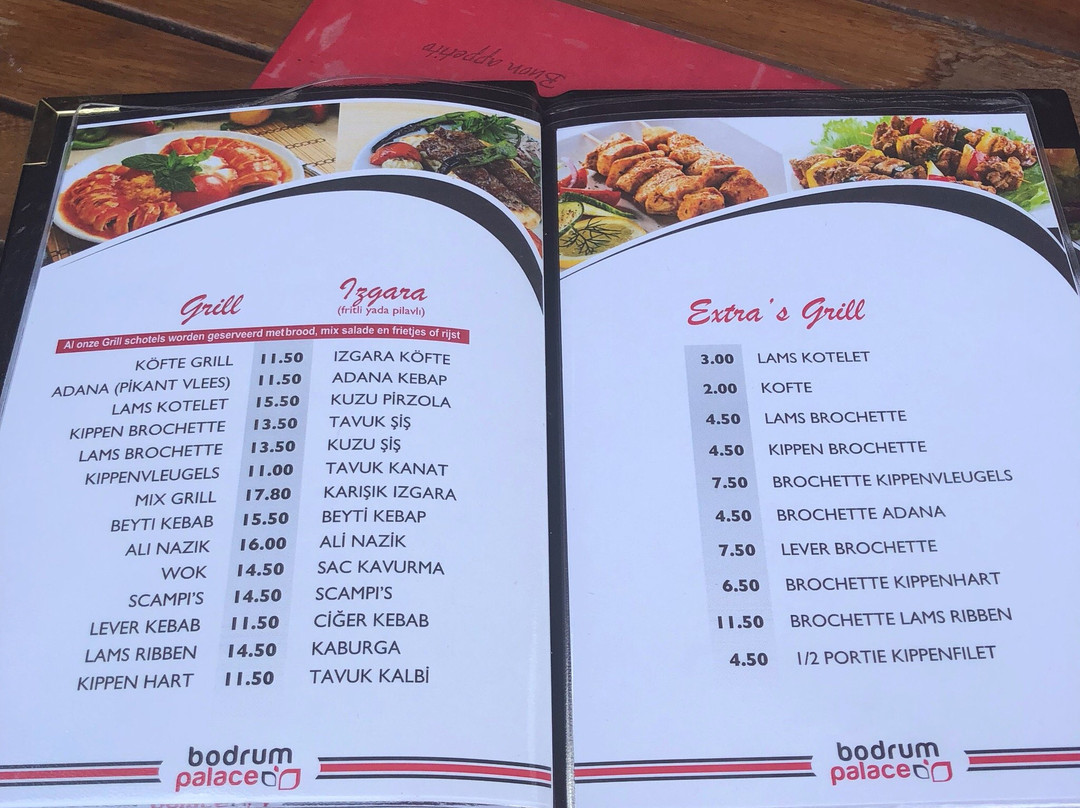 Buon appetito
Grill Izgara
(fritli yada pilavlı)
Al onze Grill schotels worden geserveerd met brood, mix salade en frietjes of rijst
KÖFTE GRILL 11.50 IZGARA KÖFTE
ADANA (PİKANT VLEES) 11.50 ADANA KEBAP
LAMS KOTELET 15.50 KUZU PİRZOLA
KIPPEN BROCHETTE 13.50 TAVUK ŞİŞ
LAMS BROCHETTE 13.50 KUZU ŞİŞ
KIPPENVLEUGELS 11.00 TAVUK KANAT
MIX GRILL 17.80 KARIŞIK IZGARA
BEYTI KEBAB 15.50 BEYTİ KEBAP
ALI NAZIK 16.00 ALİ NAZİK
WOK 14.50 SAC KAVURMA
SCAMPI'S 14.50 SCAMPI'S
LEVER KEBAB 11.50 CİĞER KEBAB
LAMS RIBBEN 14.50 KABURGA
KIPPEN HART 11.50 TAVUK KALBİ
bodrum
palace
Extra's Grill
3.00 LAMS KOTELET
2.00 KOFTE
4.50 LAMS BROCHETTE
4.50 KIPPEN BROCHETTE
7.50 BROCHETTE KIPPENVLEUGELS
4.50 BROCHETTE ADANA
7.50 LEVER BROCHETTE
6.50 BROCHETTE KIPPENHART
11.50 BROCHETTE LAMS RIBBEN
4.50 1/2 PORTIE KIPPENFILET
bodrum
palace